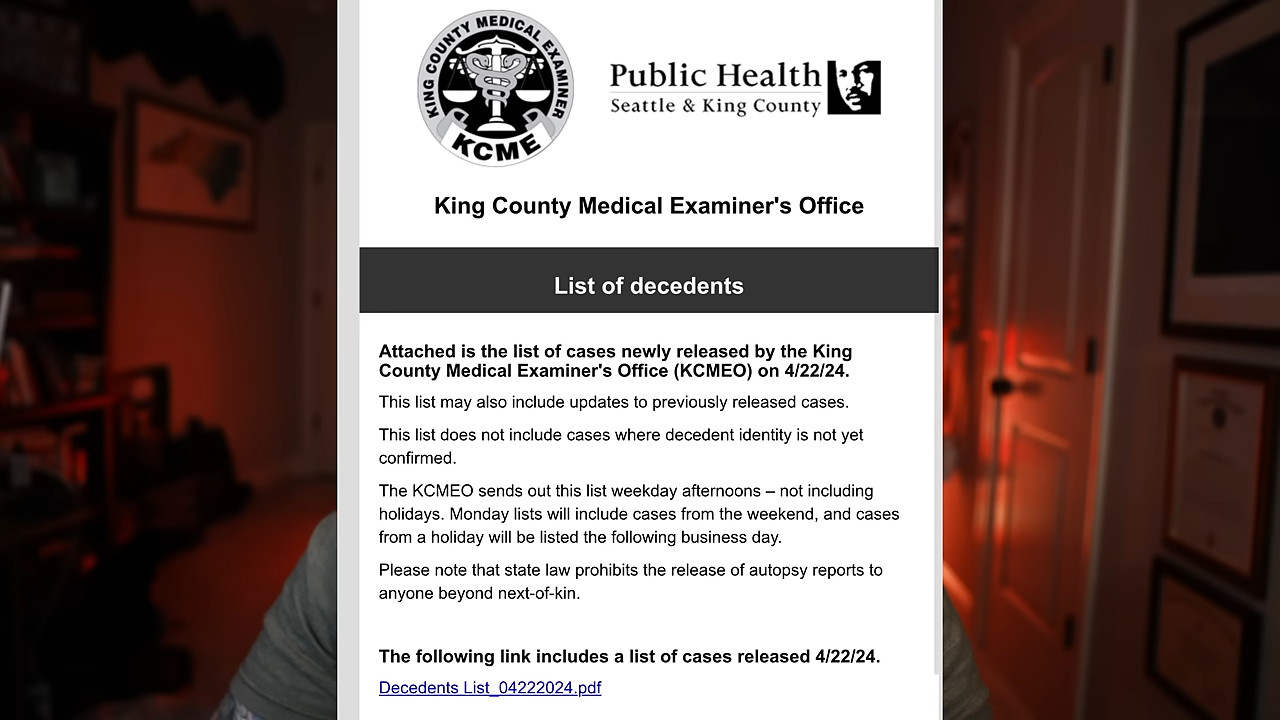 KING COUNTY MEDICAL EXAMINER
KCME
Public Health
Seattle & King County
King County Medical Examiner's Office
List of decedents
Attached is the list of cases newly released by the King
County Medical Examiner's Office (KCMEO) on 4/22/24.
This list may also include updates to previously released cases.
This list does not include cases where decedent identity is not yet
confirmed.
The KCMEO sends out this list weekday afternoons – not including
holidays. Monday lists will include cases from the weekend, and cases
from a holiday will be listed the following business day.
Please note that state law prohibits the release of autopsy reports to
anyone beyond next-of-kin.
The following link includes a list of cases released 4/22/24.
Decedents List_04222024.pdf